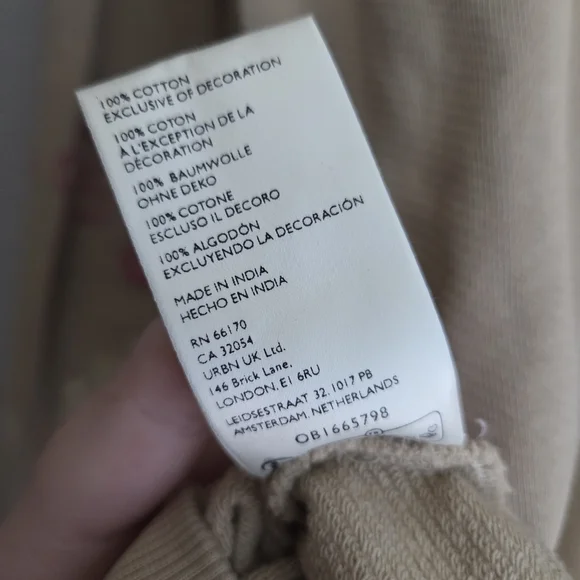 100% COTTON
EXCLUSIVE OF DECORATION
100% COTON
À L'EXCEPTION DE LA
DÉCORATION
100% BAUMWOLLE
OHNE DEKO
100% COTONE
ESCLUSO IL DECORO
100% ALGODÓN
EXCLUYENDO LA DECORACIÓN
MADE IN INDIA
HECHO EN INDIA
RN 66170
CA 32054
URBN UK Ltd.
146 Brick Lane,
LONDON, E1 6RU
LEIDSESTRAAT 32, 1017 PB
AMSTERDAM, NETHERLANDS
OB1665798